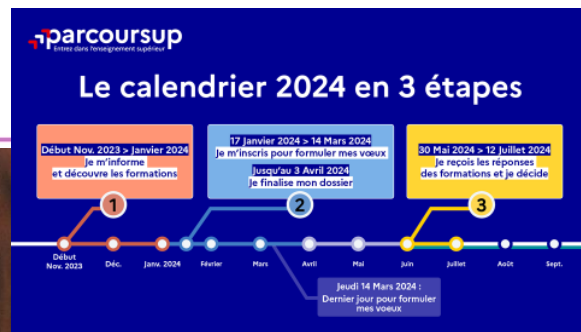 parcoursup
Entrez dans l'enseignement supérieur
Le calendrier 2024 en 3 étapes
Début Nov. 2023 > Janvier 2024
Je m'informe
et découvre les formations
1
17 Janvier 2024 > 14 Mars 2024
Je m'inscris pour formuler mes vœux
Jusqu'au 3 Avril 2024
Je finalise mon dossier
2
30 Mai 2024 > 12 Juillet 2024
Je reçois les réponses
des formations et je décide
3
Début
Nov. 2023
Déc.
Janv. 2024
Février
Mars
Avril
Mai
Juin
Juillet
Août
Sept.
Jeudi 14 Mars 2024 :
Dernier jour pour formuler
mes voeux